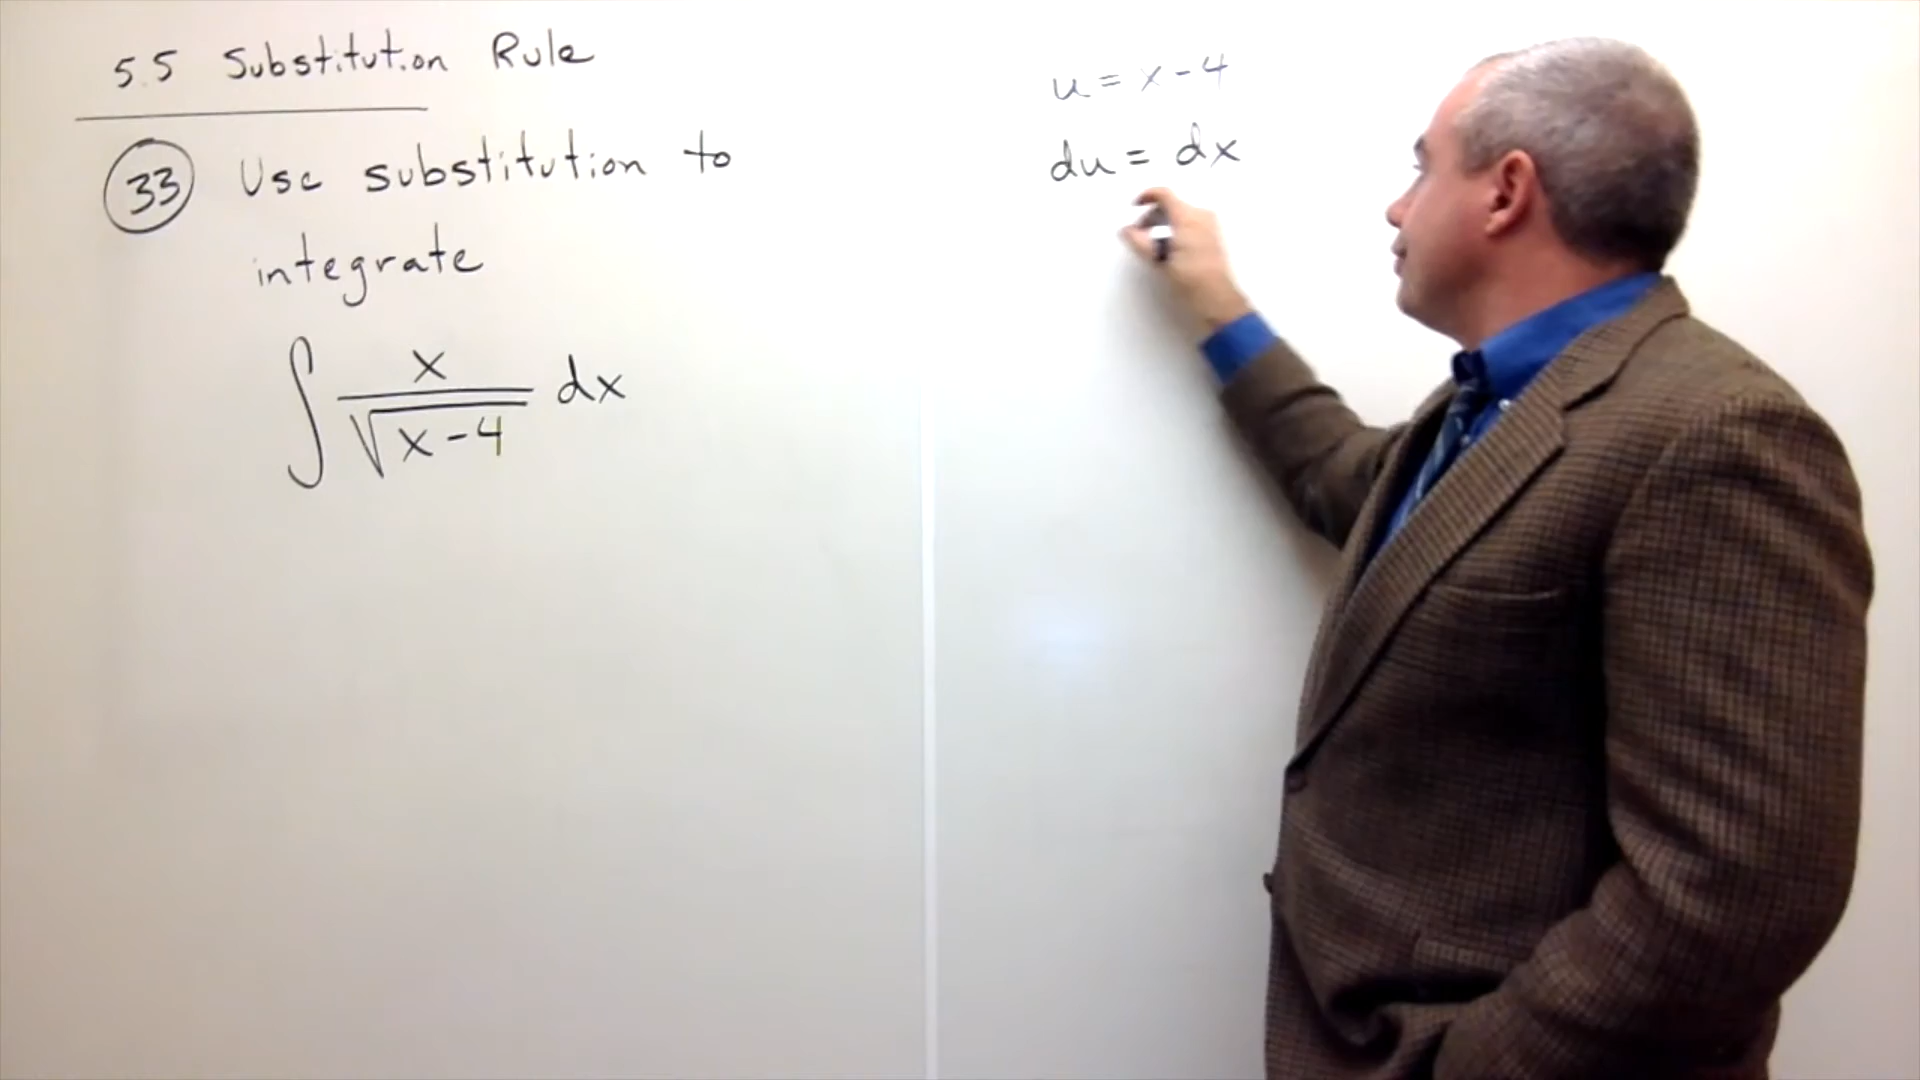 5.5 Substitution Rule
33 Use substitution to
integrate
∫ x/√(x-4) dx
u = x - 4
du = dx